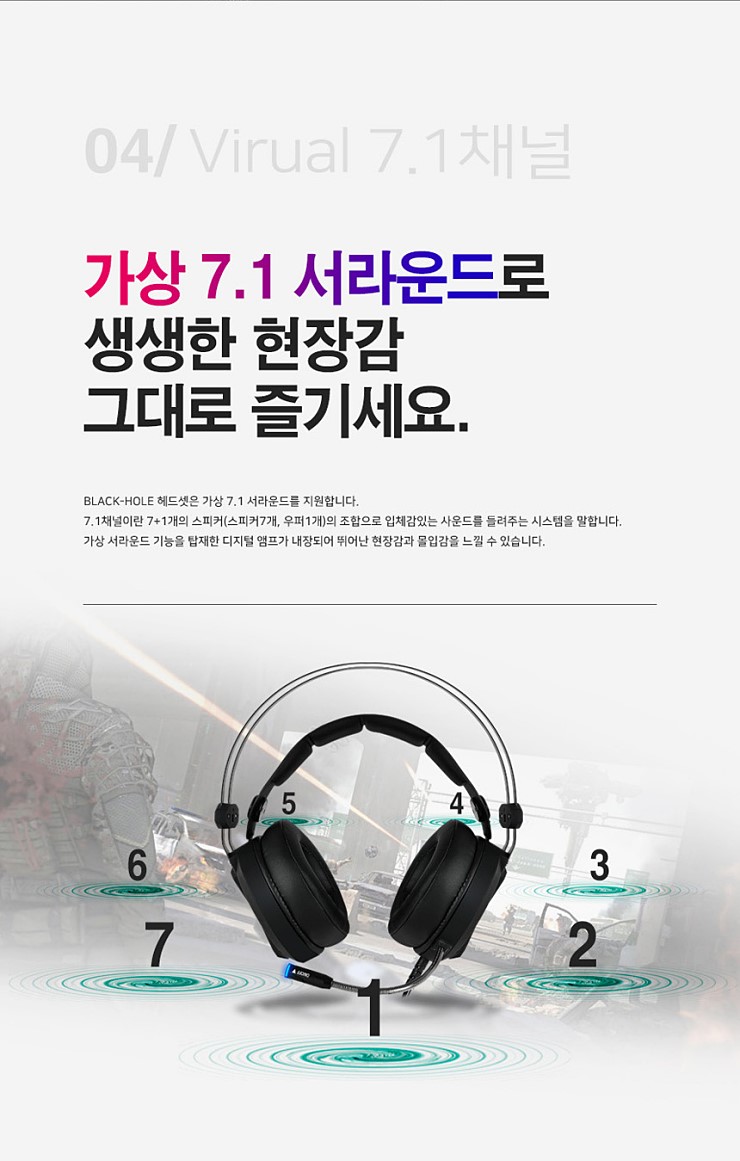 04/ Virual 7.1채널
가상 7.1 서라운드로
생생한 현장감
그대로 즐기세요.
BLACK-HOLE 헤드셋은 가상 7.1 서라운드를 지원합니다.
7.1채널이란 7+1개의 스피커(스피커7개, 우퍼1개)의 조합으로 입체감있는 사운드를 들려주는 시스템을 말합니다.
가상 서라운드 기능을 탑재한 디지털 앰프가 내장되어 뛰어난 현장감과 몰입감을 느낄 수 있습니다.
5
4
6
3
7
2
1